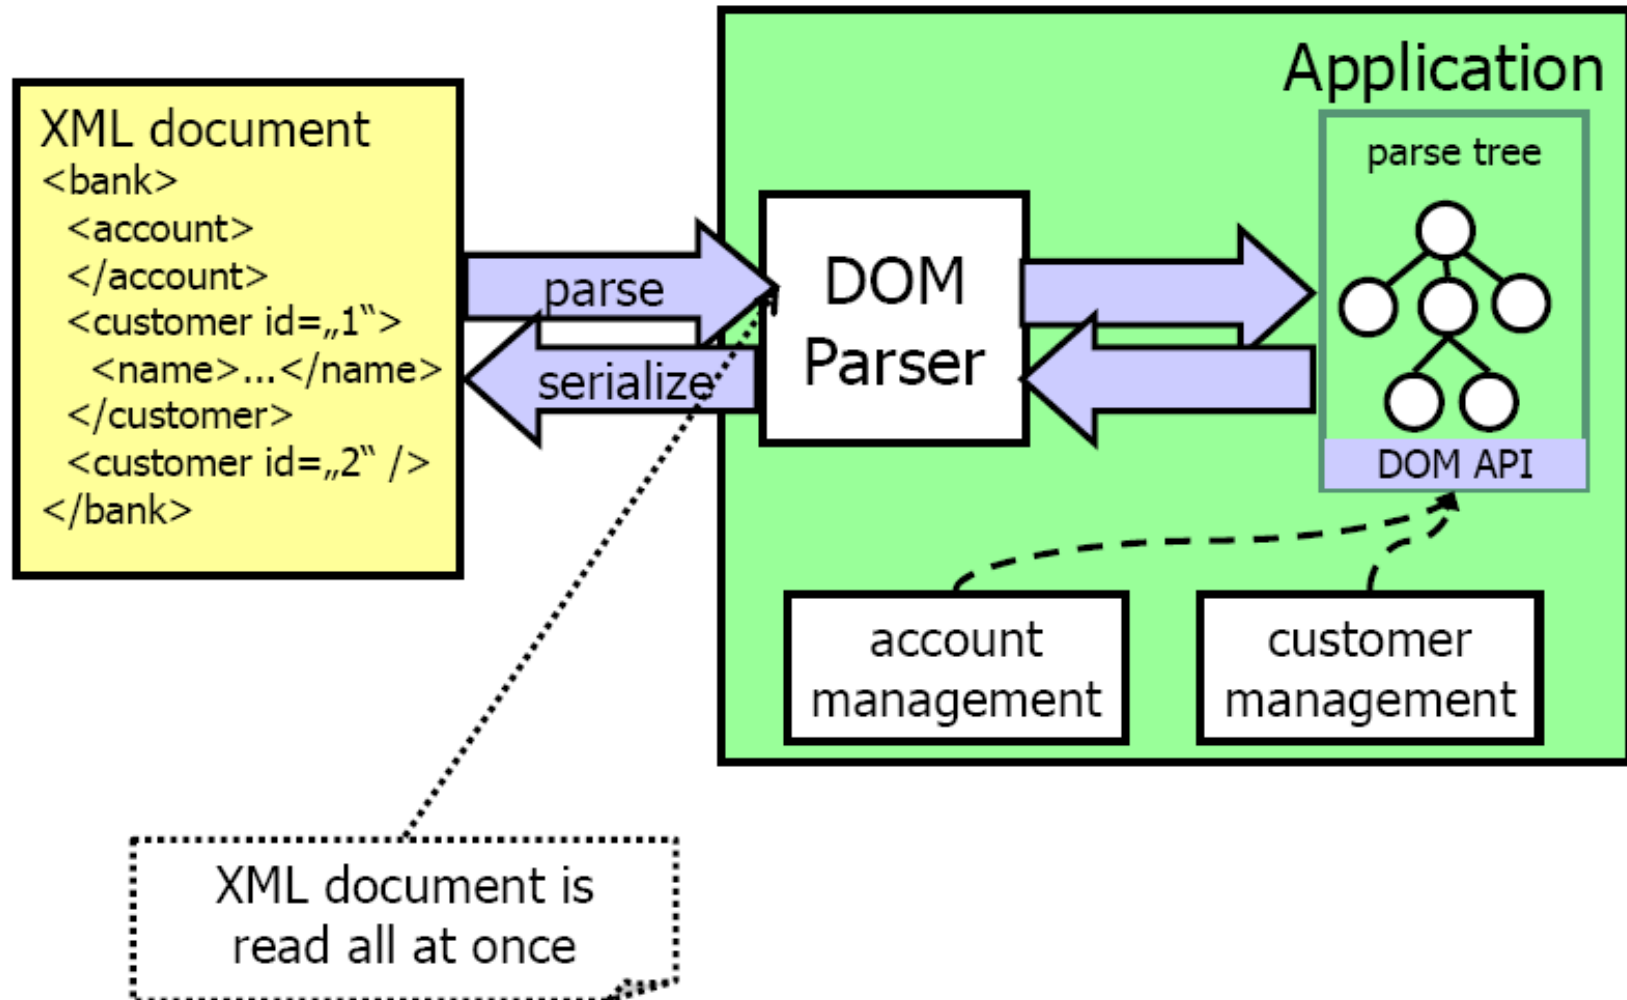 XML document
<bank>
<account>
</account>
<customer id=„1“>
<name>...</name>
</customer>
<customer id=„2“ />
</bank>
parse
serialize
Application
DOM
Parser
parse tree
DOM API
account
management
customer
management
XML document is
read all at once